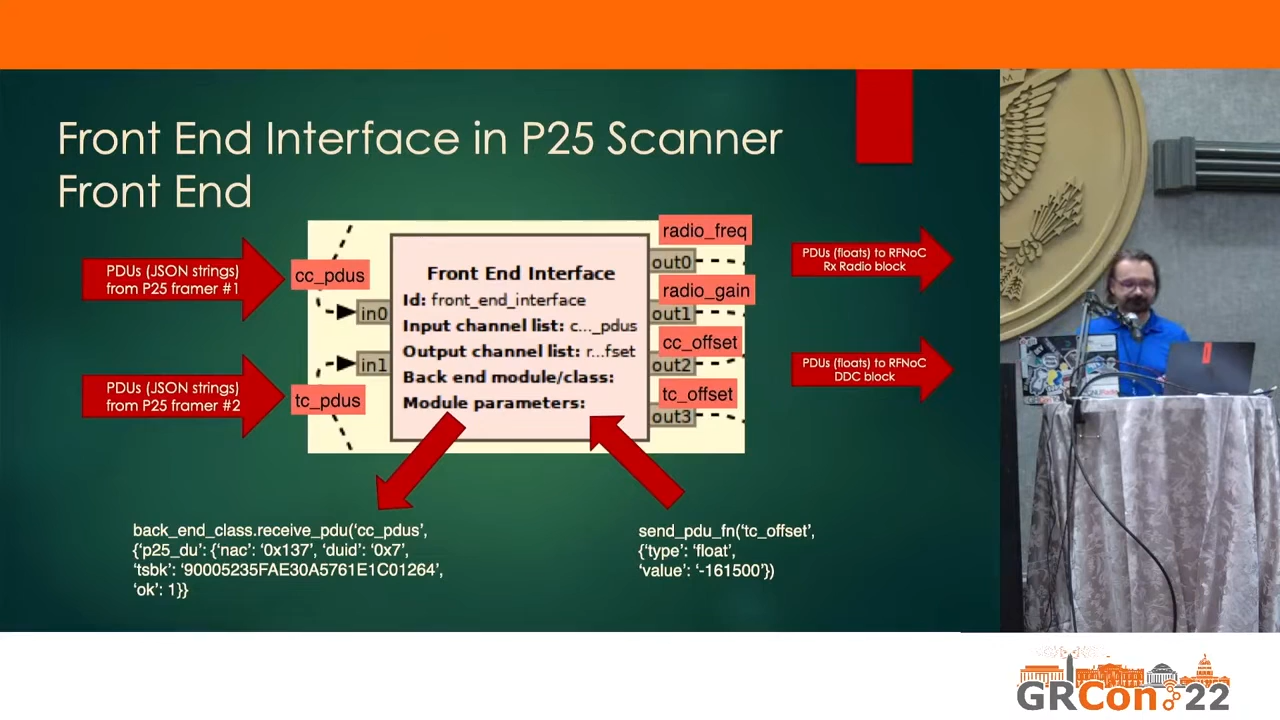 Front End Interface in P25 Scanner
Front End
PDUs (JSON strings)
from P25 framer #1
PDUs (JSON strings)
from P25 framer #2
cc_pdus
tc_pdus
in0
in1
Front End Interface
Id: front_end_interface
Input channel list: c..._pdus
Output channel list: r...fset
Back end module/class:
Module parameters:
radio_freq
out0
radio_gain
out1
cc_offset
out2
tc_offset
out3
PDUs (floats) to RFNoC
Rx Radio block
PDUs (floats) to RFNoC
DDC block
back_end_class.receive_pdu(‘cc_pdus’,
{‘p25_du’: {‘nac’: ‘0x137’, ‘duid’: ‘0x7’,
‘tsbk’: ‘90005235FAE30A5761E1C01264’,
‘ok’: 1}}
send_pdu_fn(‘tc_offset’,
{‘type’: ‘float’,
‘value’: ‘-161500’})
GRCon 22